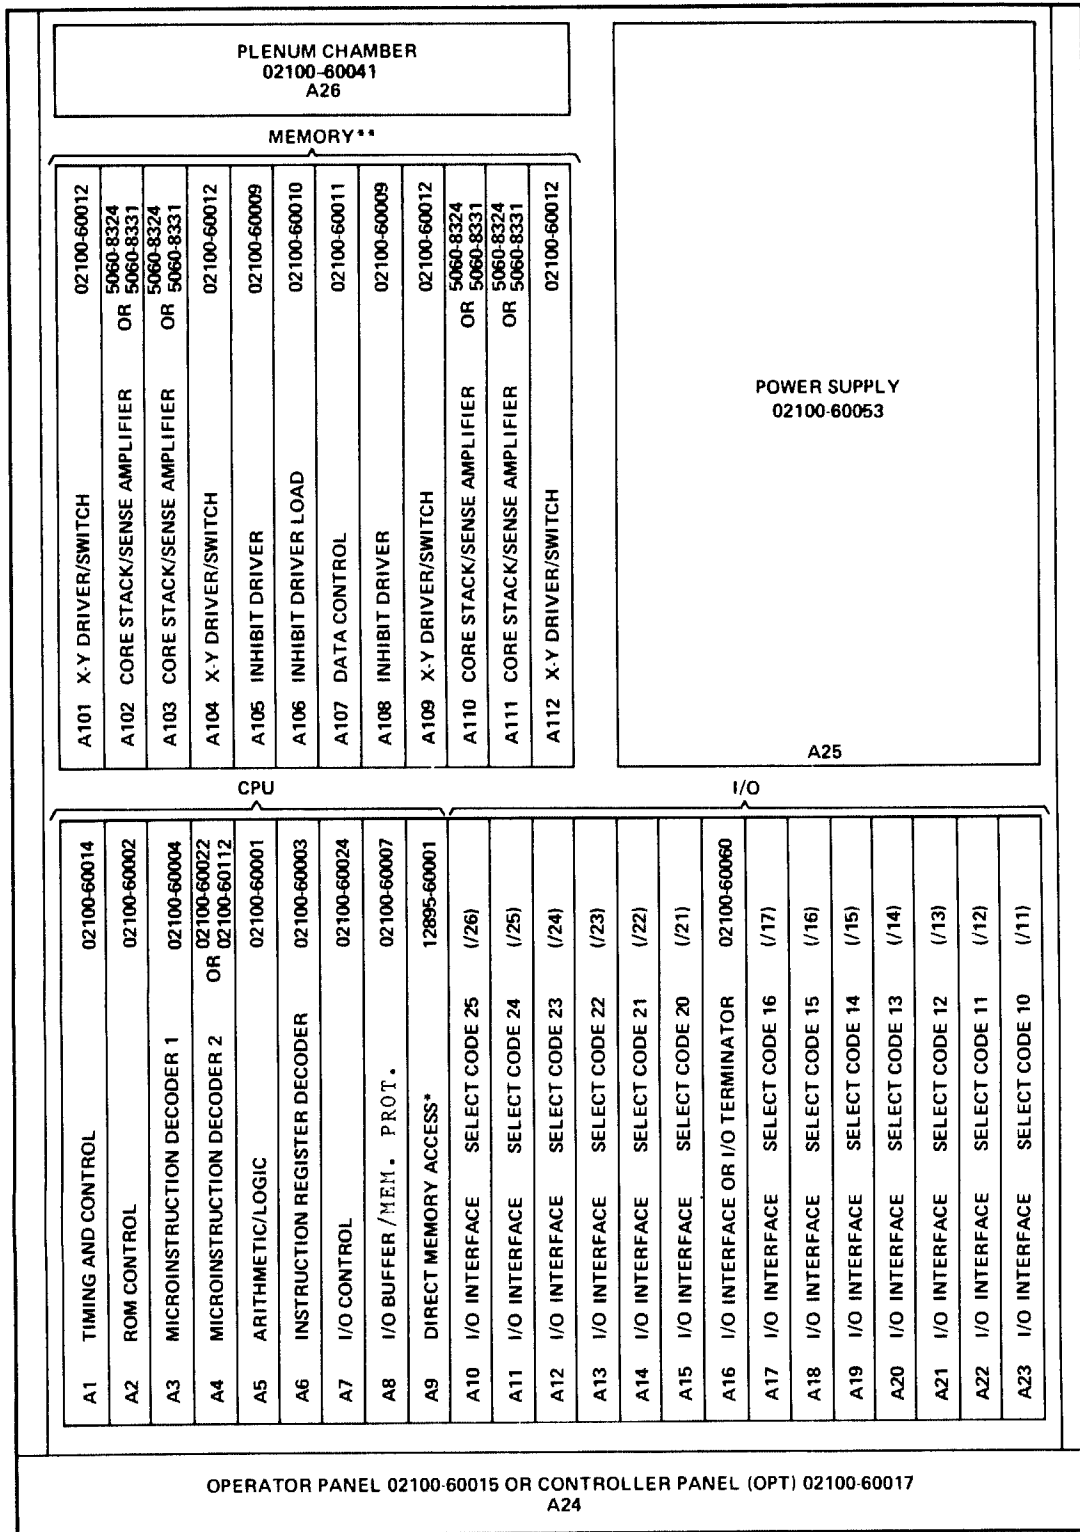 PLENUM CHAMBER
02100-60041
A26
MEMORY**
A101 X-Y DRIVER/SWITCH 02100-60012
A102 CORE STACK/SENSE AMPLIFIER OR 5060-8324
5060-8331
A103 CORE STACK/SENSE AMPLIFIER OR 5060-8324
5060-8331
A104 X-Y DRIVER/SWITCH 02100-60012
A105 INHIBIT DRIVER 02100-60009
A106 INHIBIT DRIVER LOAD 02100-60010
A107 DATA CONTROL 02100-60011
A108 INHIBIT DRIVER 02100-60009
A109 X-Y DRIVER/SWITCH 02100-60012
A110 CORE STACK/SENSE AMPLIFIER OR 5060-8324
5060-8331
A111 CORE STACK/SENSE AMPLIFIER OR 5060-8324
5060-8331
A112 X-Y DRIVER/SWITCH 02100-60012
POWER SUPPLY
02100-60053
A25
CPU
A1 TIMING AND CONTROL 02100-60014
A2 ROM CONTROL 02100-60002
A3 MICROINSTRUCTION DECODER 1 02100-60004
A4 MICROINSTRUCTION DECODER 2 OR 02100-60022
02100-60112
A5 ARITHMETIC/LOGIC 02100-60001
A6 INSTRUCTION REGISTER DECODER 02100-60003
A7 I/O CONTROL 02100-60024
A8 I/O BUFFER/MEM. PROT. 02100-60007
A9 DIRECT MEMORY ACCESS* 12895-60001
I/O
A10 I/O INTERFACE SELECT CODE 25 (/26)
A11 I/O INTERFACE SELECT CODE 24 (/25)
A12 I/O INTERFACE SELECT CODE 23 (/24)
A13 I/O INTERFACE SELECT CODE 22 (/23)
A14 I/O INTERFACE SELECT CODE 21 (/22)
A15 I/O INTERFACE SELECT CODE 20 (/21)
A16 I/O INTERFACE OR I/O TERMINATOR 02100-60060
A17 I/O INTERFACE SELECT CODE 16 (/17)
A18 I/O INTERFACE SELECT CODE 15 (/16)
A19 I/O INTERFACE SELECT CODE 14 (/15)
A20 I/O INTERFACE SELECT CODE 13 (/14)
A21 I/O INTERFACE SELECT CODE 12 (/13)
A22 I/O INTERFACE SELECT CODE 11 (/12)
A23 I/O INTERFACE SELECT CODE 10 (/11)
OPERATOR PANEL 02100-60015 OR CONTROLLER PANEL (OPT) 02100-60017
A24